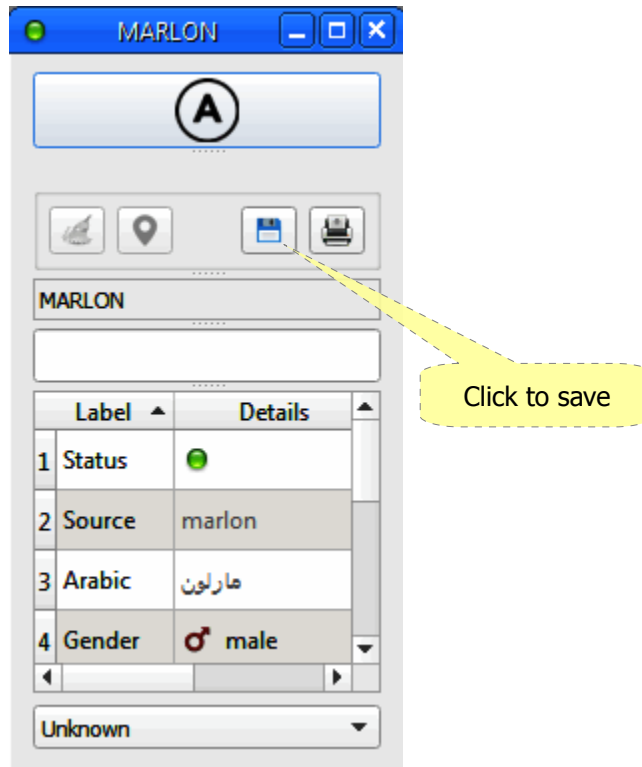 MARLON
A
MARLON
Click to save
Label Details
1 Status
2 Source marlon
3 Arabic مارلون
4 Gender male
Unknown